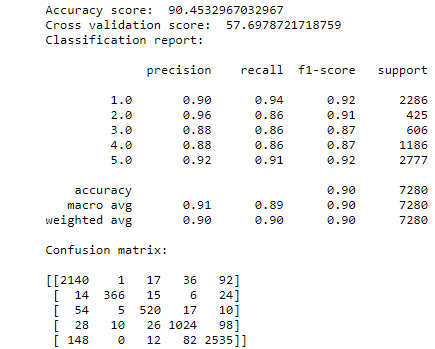 Accuracy score:  90.4532967032967
Cross validation score:  57.6978721718759
Classification report:
              precision    recall  f1-score   support
         1.0       0.90      0.94      0.92      2286
         2.0       0.96      0.86      0.91       425
         3.0       0.88      0.86      0.87       606
         4.0       0.88      0.86      0.87      1186
         5.0       0.92      0.91      0.92      2777
    accuracy                           0.90      7280
   macro avg       0.91      0.89      0.90      7280
weighted avg       0.90      0.90      0.90      7280
Confusion matrix:
[[2140    1   17   36   92]
 [  14  366   15    6   24]
 [  54    5  520   17   10]
 [  28   10   26 1024   98]
 [ 148    0   12   82 2535]]